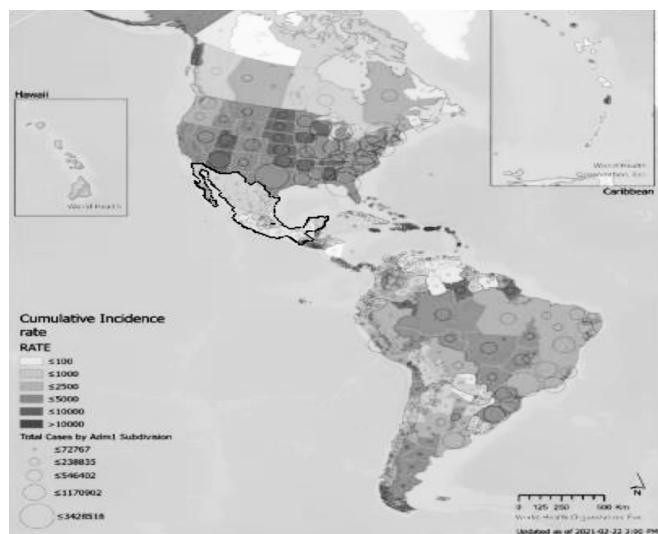 Hawaii
World Health
World Health
Organization, Esri
Caribbean
Cumulative Incidence
rate
RATE
≤100
≤1000
≤2500
≤5000
≤10000
>10000
Total Cases by Adm1 Subdivision
≤72767
≤238835
≤546402
≤1170902
≤3428518
N
0 125 250 500 Km
World Health Organization, Esri
Updated as of 2021-02-22 3:00 PM